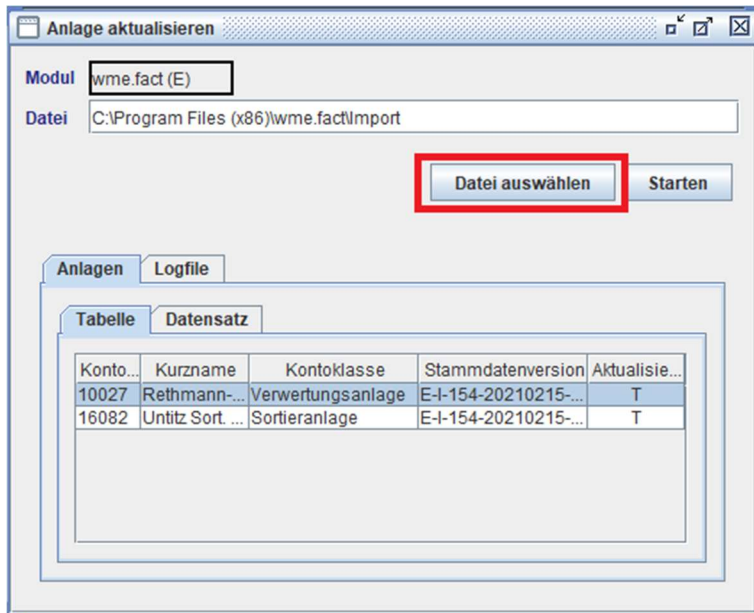 Anlage aktualisieren
Modul wme.fact (E)
Datei C:\Program Files (x86)\wme.fact\Import
Datei auswählen Starten
Anlagen Logfile
Tabelle Datensatz
Konto... Kurzname Kontoklasse Stammdatenversion Aktualisie...
10027 Rethmann-... Verwertungsanlage E-I-154-20210215-... T
16082 Untitz Sort. ... Sortieranlage E-I-154-20210215-... T